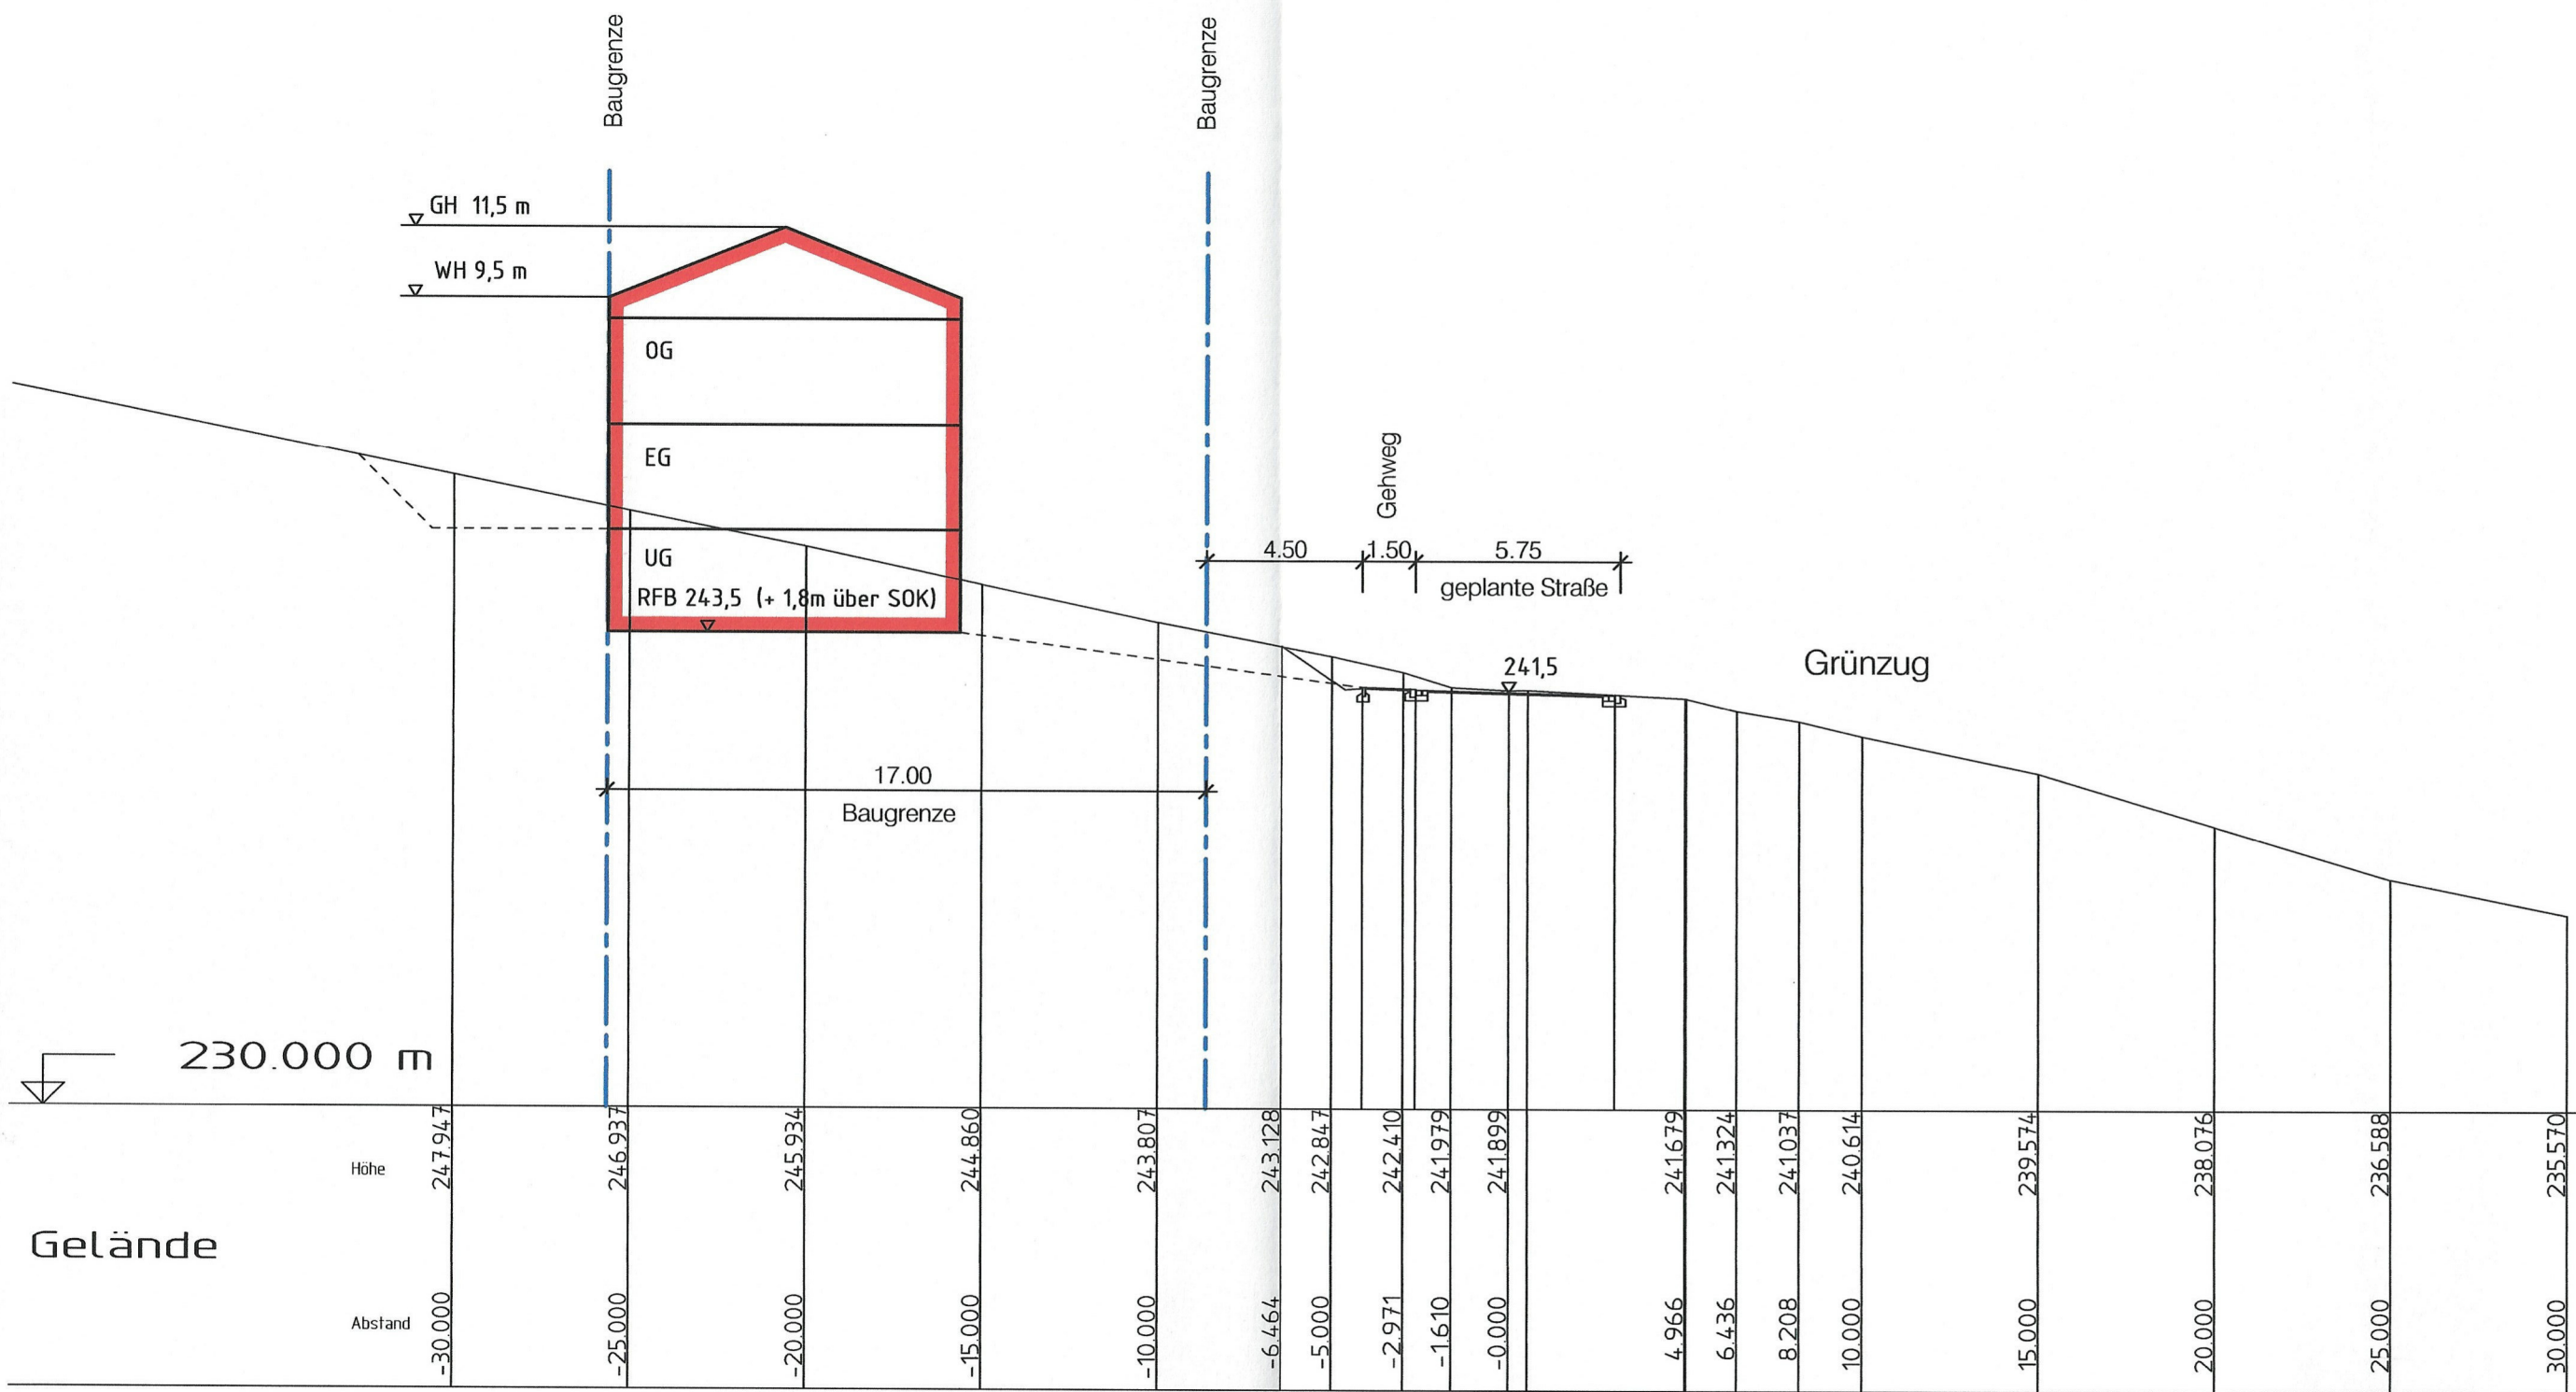 Baugrenze
Baugrenze
GH 11,5 m
WH 9,5 m
OG
EG
UG
RFB 243,5 (+ 1,8m über SOK)
Gehweg
4.50
1.50
5.75
geplante Straße
241,5
Grünzug
17.00
Baugrenze
230.000 m
Höhe
247.947
246.937
245.934
244.860
243.807
243.128
242.847
242.410
241.979
241.899
241.679
241.324
241.037
240.614
239.574
238.076
236.588
235.570
Gelände
Abstand
-30.000
-25.000
-20.000
-15.000
-10.000
-6.464
-5.000
-2.971
-1.610
-0.000
4.966
6.436
8.208
10.000
15.000
20.000
25.000
30.000